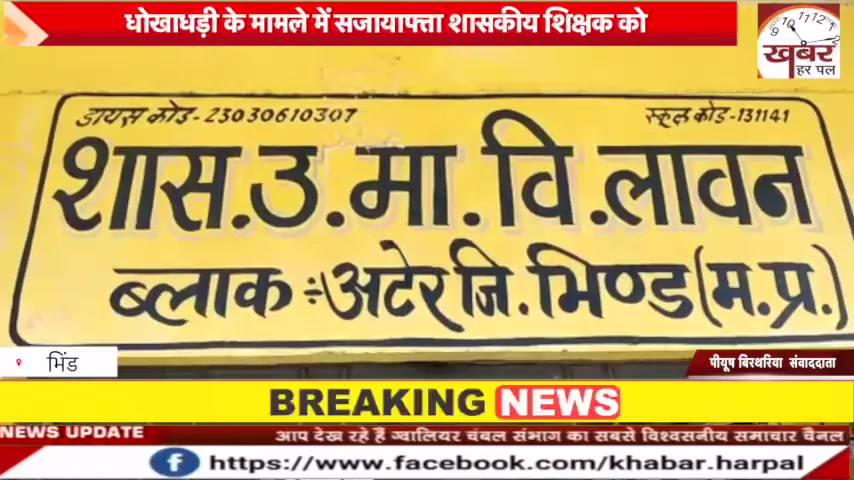 धोखाधड़ी के मामले में सजायाफ्ता शासकीय शिक्षक को
खबर
हर पल
डायस कोड-23030610307
स्कूल कोड-131141
शास.उ.मा.वि.लावन
ब्लाक÷अटेर जि.भिण्ड(म.प्र.)
भिंड
पीयूष बिरथरिया संवाददाता
BREAKING NEWS
NEWS UPDATE
आप देख रहे हैं ग्वालियर चंबल संभाग का सबसे विश्वसनीय समाचार चैनल
https://www.facebook.com/khabar.harpal